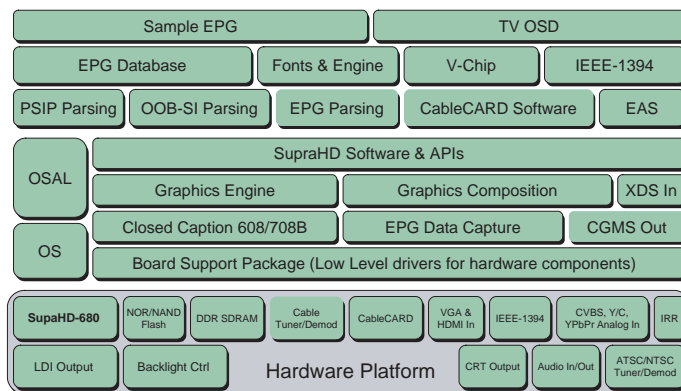 Sample EPG
TV OSD
EPG Database
Fonts & Engine
V-Chip
IEEE-1394
PSIP Parsing
OOB-SI Parsing
EPG Parsing
CableCARD Software
EAS
OSAL
SupraHD Software & APIs
Graphics Engine
Graphics Composition
XDS In
OS
Closed Caption 608/708B
EPG Data Capture
CGMS Out
Board Support Package (Low Level drivers for hardware components)
SupaHD-680
NOR/NAND
Flash
DDR SDRAM
Cable
Tuner/Demod
CableCARD
VGA &
HDMI In
IEEE-1394
CVBS, Y/C,
YPbPr Analog In
IRR
LDI Output
Backlight Ctrl
Hardware Platform
CRT Output
Audio In/Out
ATSC/NTSC
Tuner/Demod